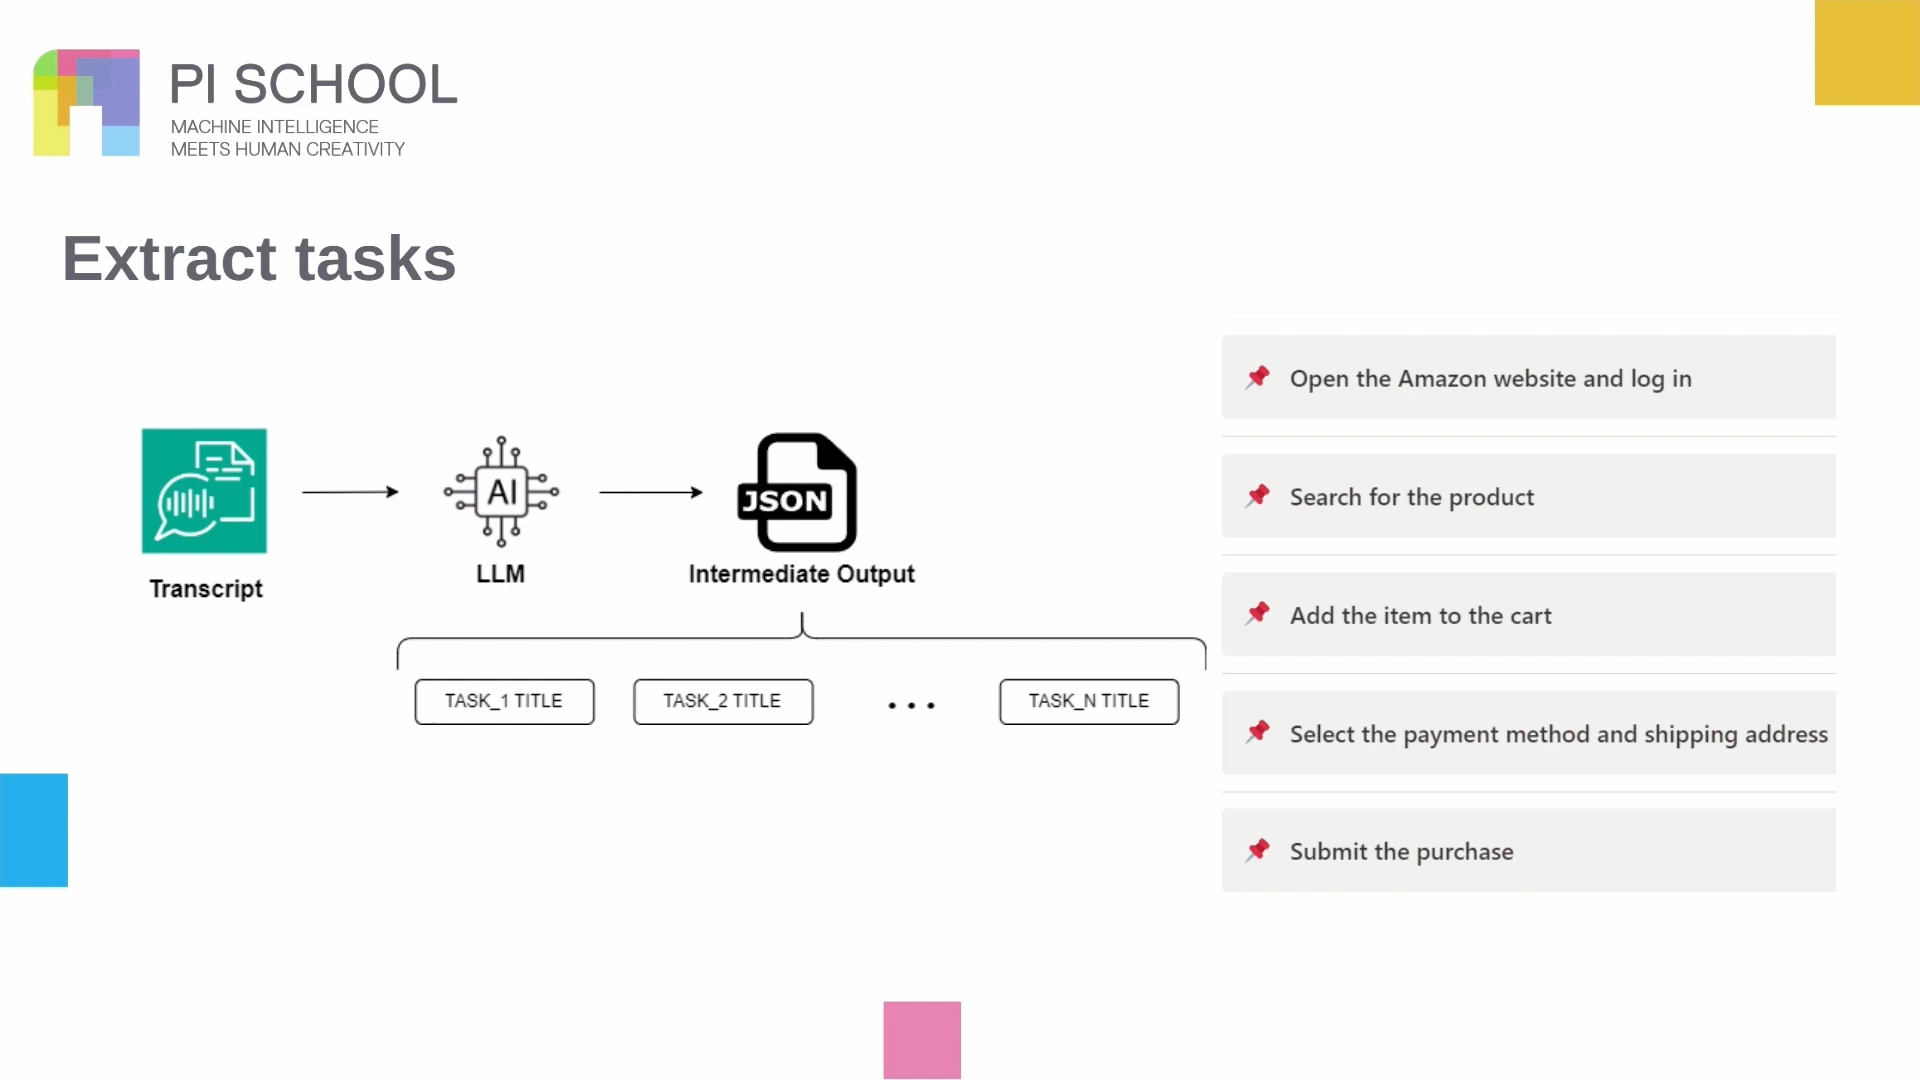 PI SCHOOL
MACHINE INTELLIGENCE
MEETS HUMAN CREATIVITY
Extract tasks
AI
JSON
Transcript
LLM
Intermediate Output
TASK_1 TITLE
TASK_2 TITLE
...
TASK_N TITLE
Open the Amazon website and log in
Search for the product
Add the item to the cart
Select the payment method and shipping address
Submit the purchase